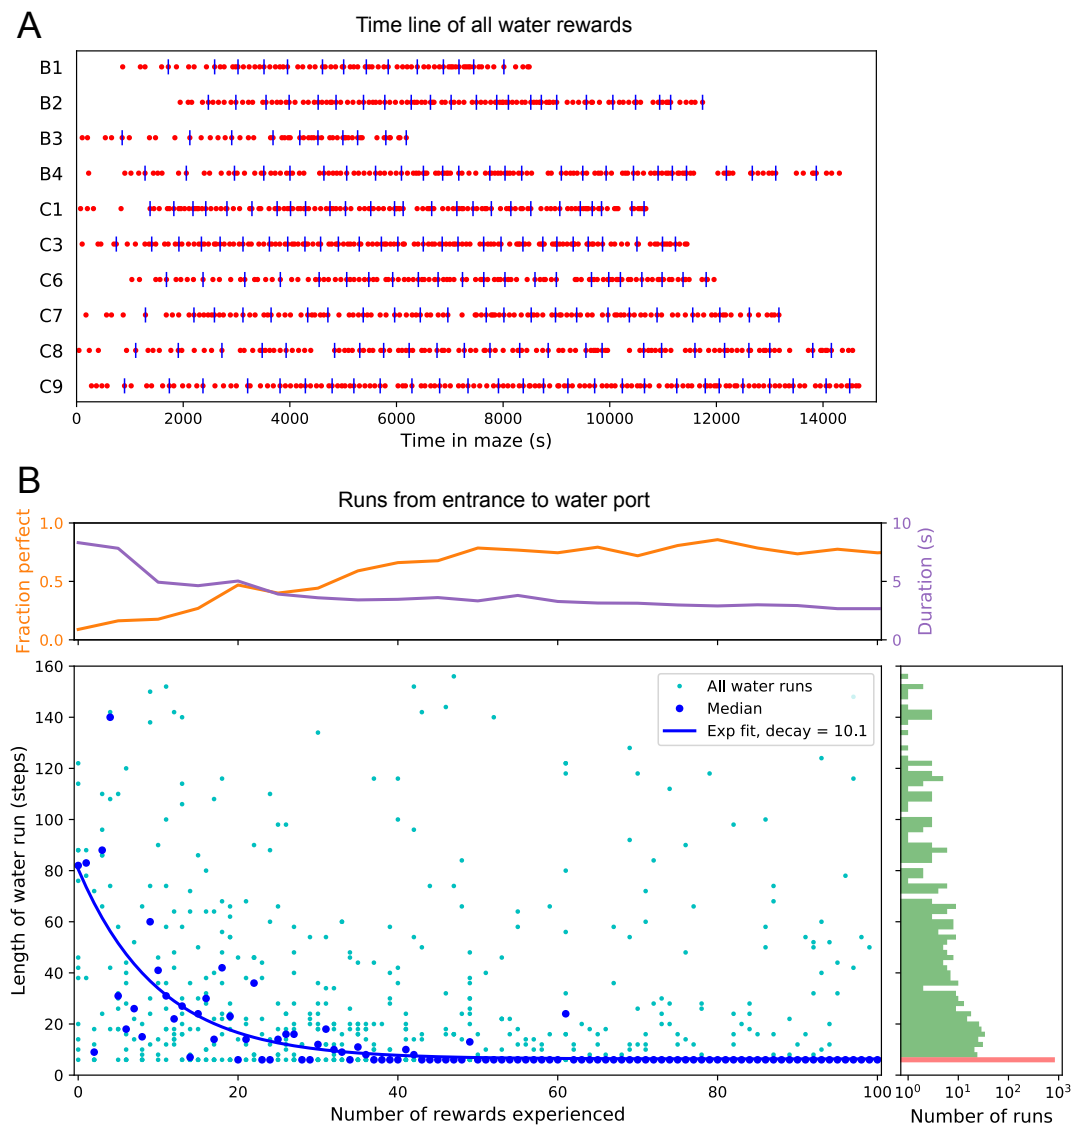 A
Time line of all water rewards
B1
B2
B3
B4
C1
C3
C6
C7
C8
C9
0 2000 4000 6000 8000 10000 12000 14000
Time in maze (s)
B
Runs from entrance to water port
Fraction perfect
1.0
0.5
0.0
10
5
0
Duration (s)
Length of water run (steps)
160
140
120
100
80
60
40
20
0
All water runs
Median
Exp fit, decay = 10.1
0 20 40 60 80 100
Number of rewards experienced
10⁰ 10¹ 10² 10³
Number of runs